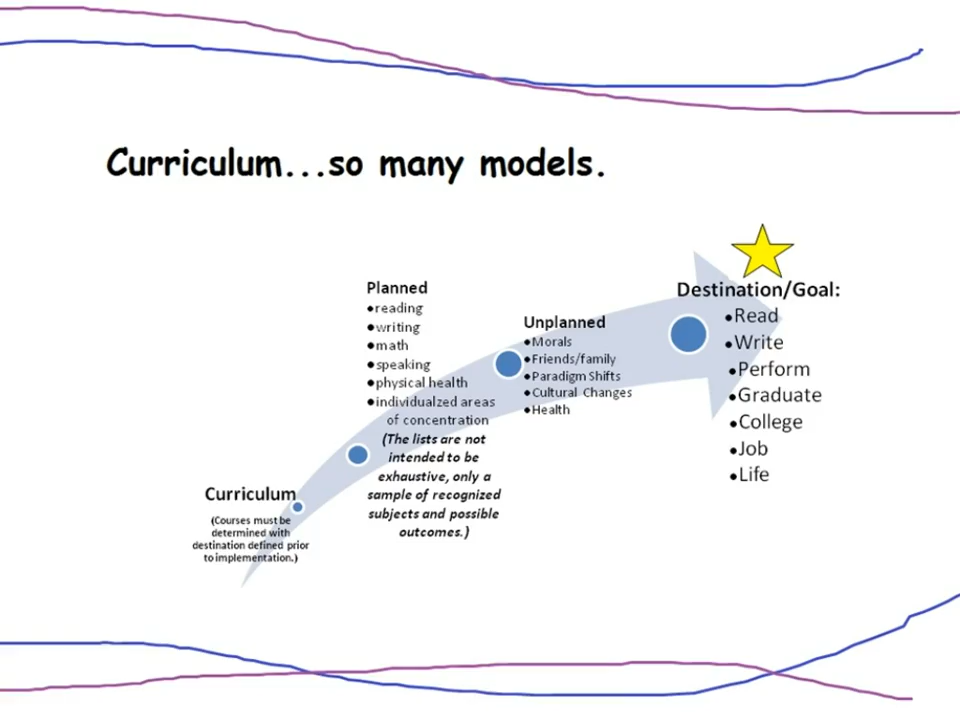 Curriculum...so many models.
Curriculum
(Courses must be
determined with
destination defined prior
to implementation.)
Planned
●reading
●writing
●math
●speaking
●physical health
●individualzed areas
of concentration
(The lists are not
intended to be
exhaustive, only a
sample of recognized
subjects and possible
outcomes.)
Unplanned
●Morals
●Friends/family
●Paradigm Shifts
●Cultural Changes
●Health
Destination/Goal:
●Read
●Write
●Perform
●Graduate
●College
●Job
●Life